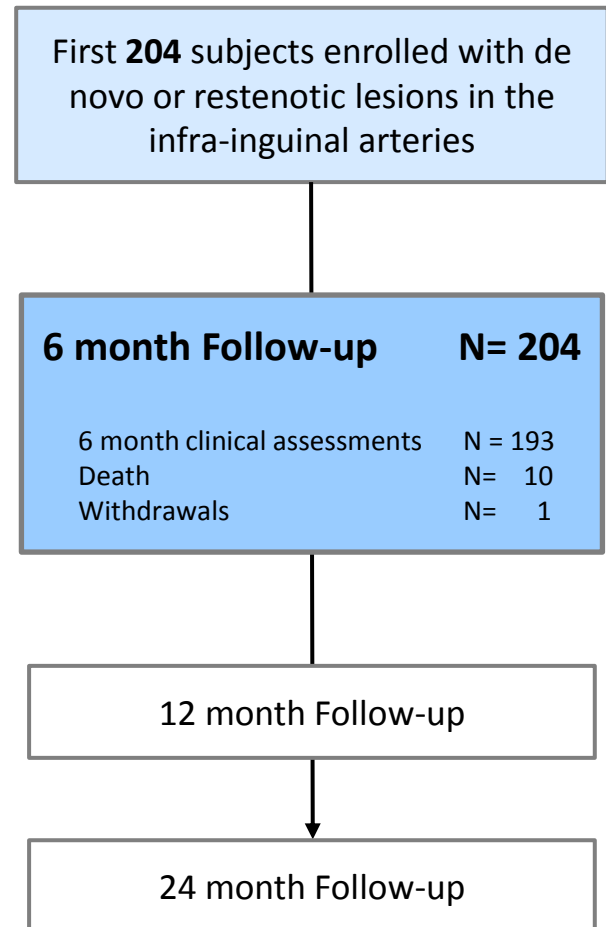 First 204 subjects enrolled with de
novo or restenotic lesions in the
infra-inguinal arteries
6 month Follow-up N= 204
6 month clinical assessments N = 193
Death N= 10
Withdrawals N= 1
12 month Follow-up
24 month Follow-up